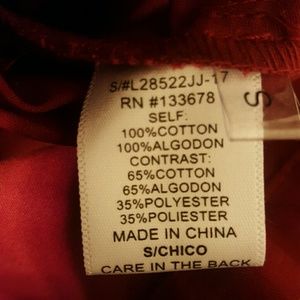 S/#L28522JJ-17
RN #133678
SELF:
100%COTTON
100%ALGODON
CONTRAST:
65%COTTON
65%ALGODON
35%POLYESTER
35%POLIESTER
MADE IN CHINA
S/CHICO
CARE IN THE BACK
S